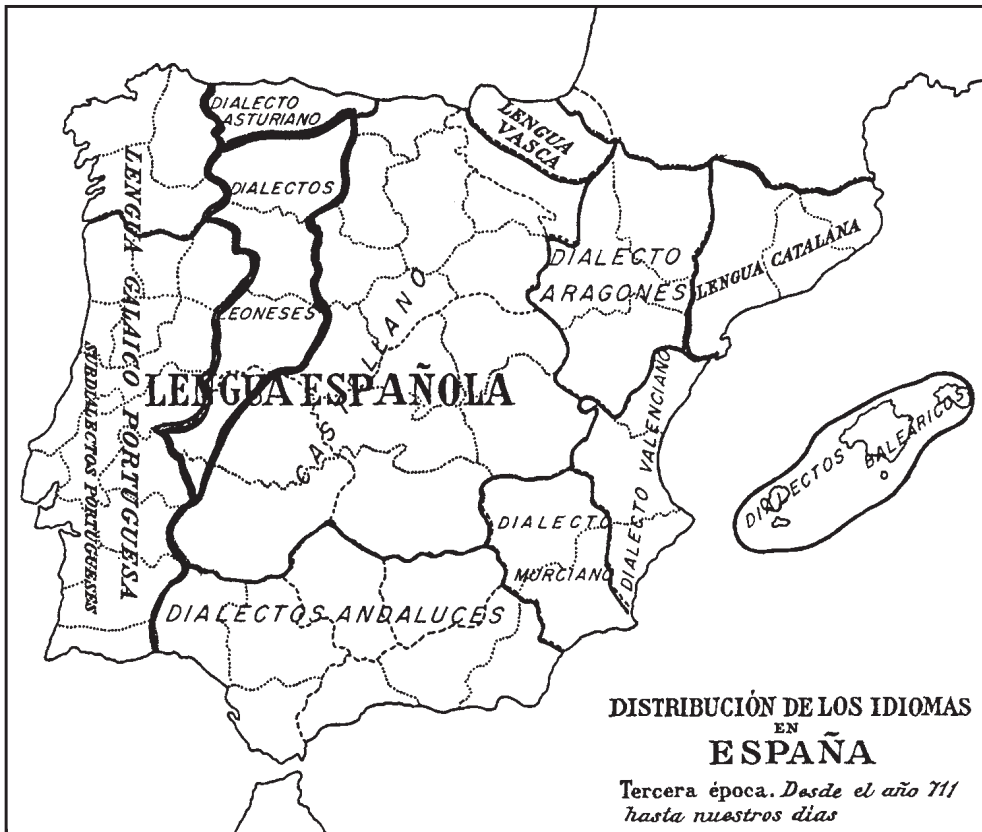 DIALECTO
ASTURIANO
LENGUA
VASCA
DIALECTOS
LEONESES
DIALECTO
ARAGONES
LENGUA CATALANA
LENGUA GALAICO PORTUGUESA
SUBDIALECTOS PORTUGUESES
LENGUA ESPAÑOLA
CASTELLANO
DIALECTO VALENCIANO
DIALECTOS BALEÁRICOS
DIALECTO
MURCIANO
DIALECTOS ANDALUCES
DISTRIBUCIÓN DE LOS IDIOMAS
EN
ESPAÑA
Tercera época. Desde el año 711
hasta nuestros dias